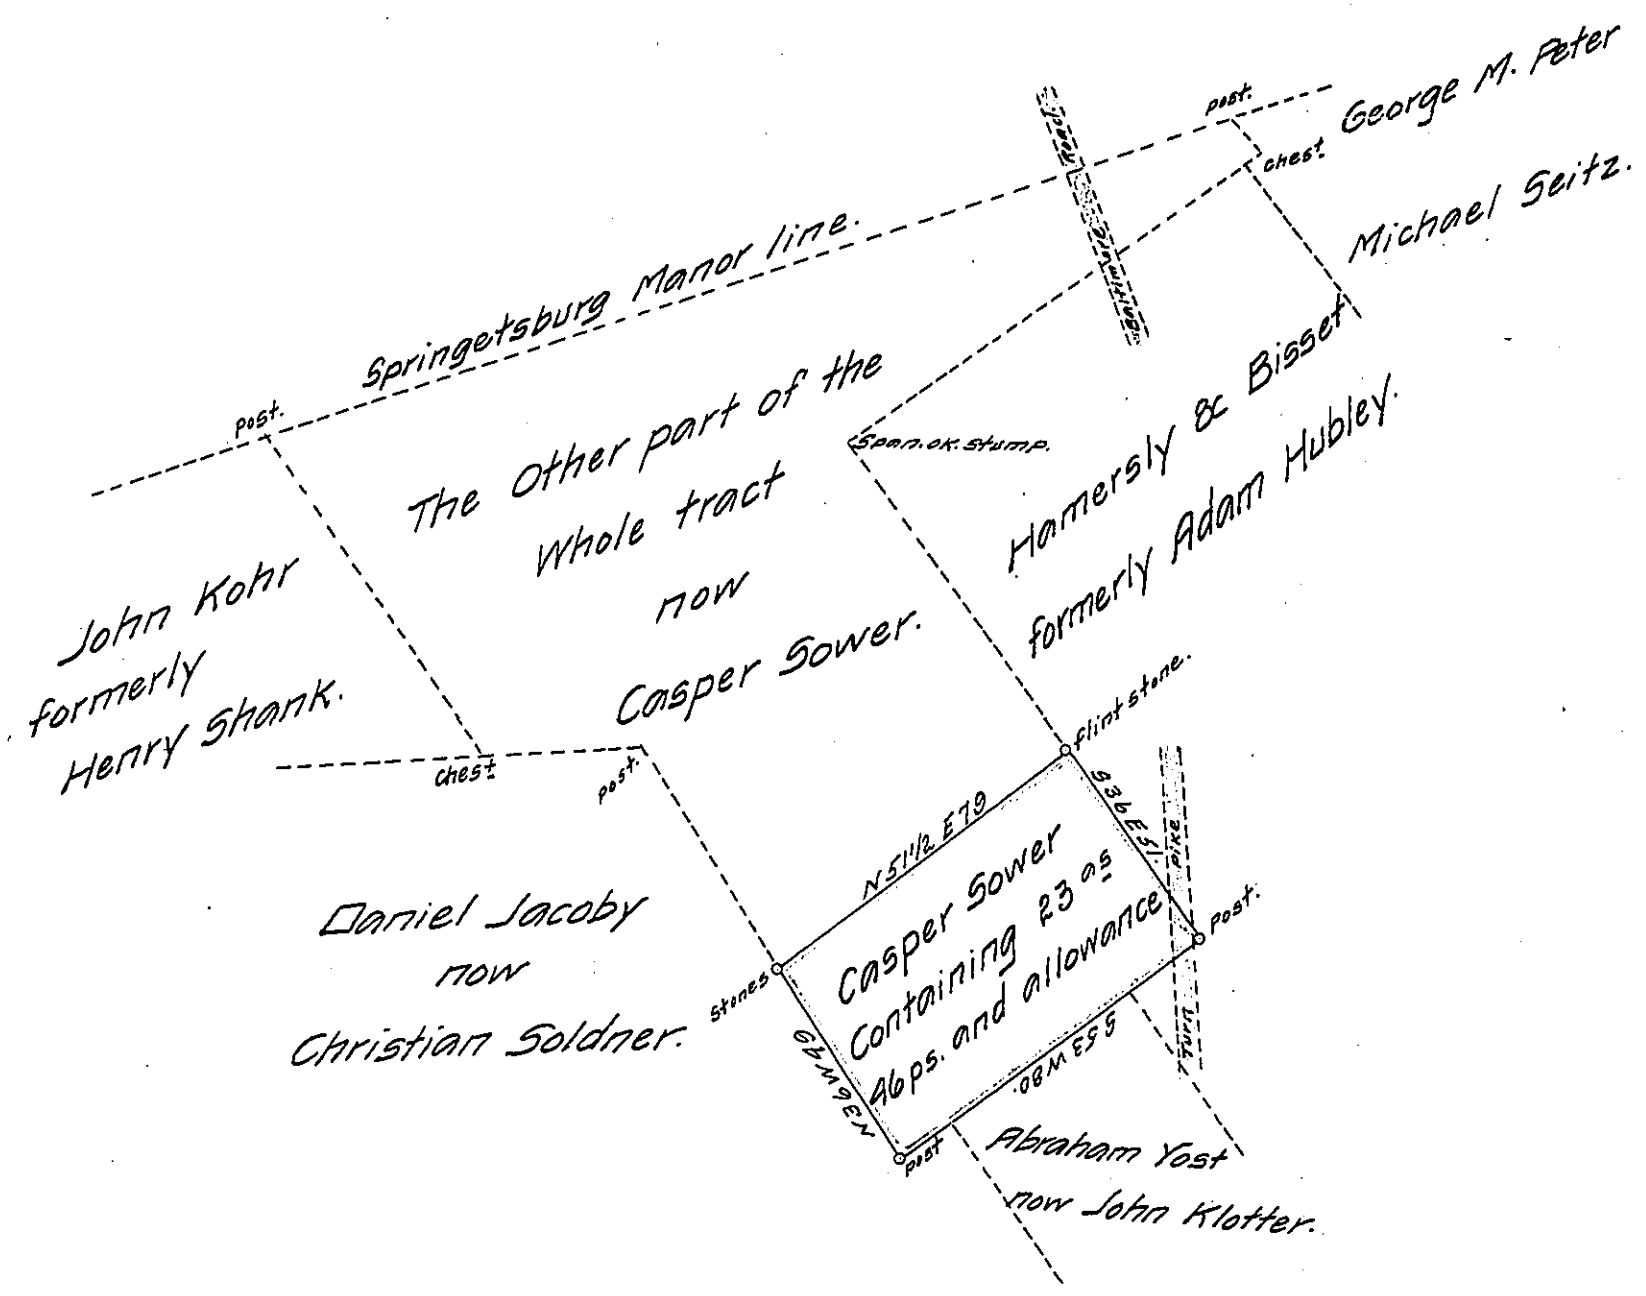 George M. Peter
post.
chest
Michael Seitz.
Road.
Baltimore
Springetsburg Manor line.
post.
The Other part of the
Whole tract
now
Casper Sower.
Span. ok. stump.
Hamersly & Bisset
formerly Adam Hubley.
John Kohr
formerly
Henry Shank.
chest
post.
flint stone.
N 51 1/2 E 79
S 36 E 51.
Casper Sower
Containing 23 as
46 ps. and allowance
PIKE
Turn
Post.
Daniel Jacoby
now
Christian Soldner.
stones
N 36 W 49
S 53 W 80.
post
Abraham Yost
now John Klotter.